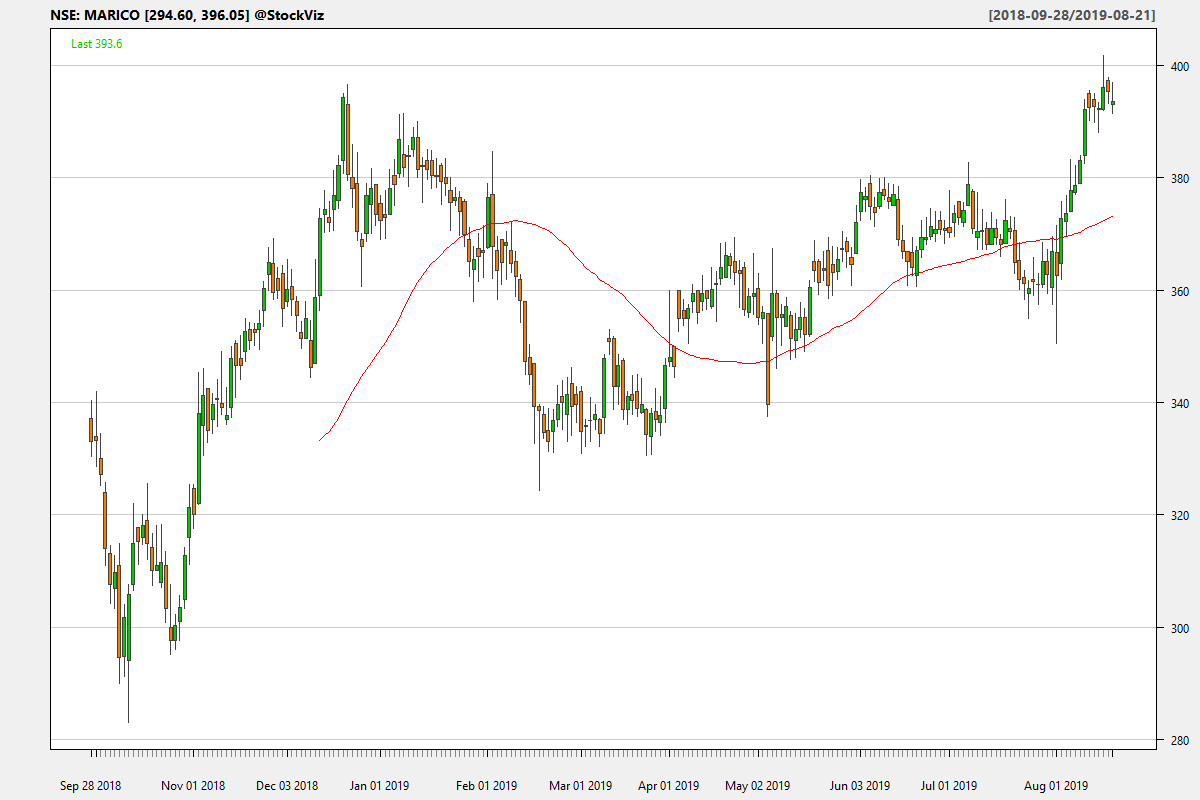 NSE: MARICO [294.60, 396.05] @StockViz
[2018-09-28/2019-08-21]
Last 393.6
400
380
360
340
320
300
280
Sep 28 2018
Nov 01 2018
Dec 03 2018
Jan 01 2019
Feb 01 2019
Mar 01 2019
Apr 01 2019
May 02 2019
Jun 03 2019
Jul 01 2019
Aug 01 2019